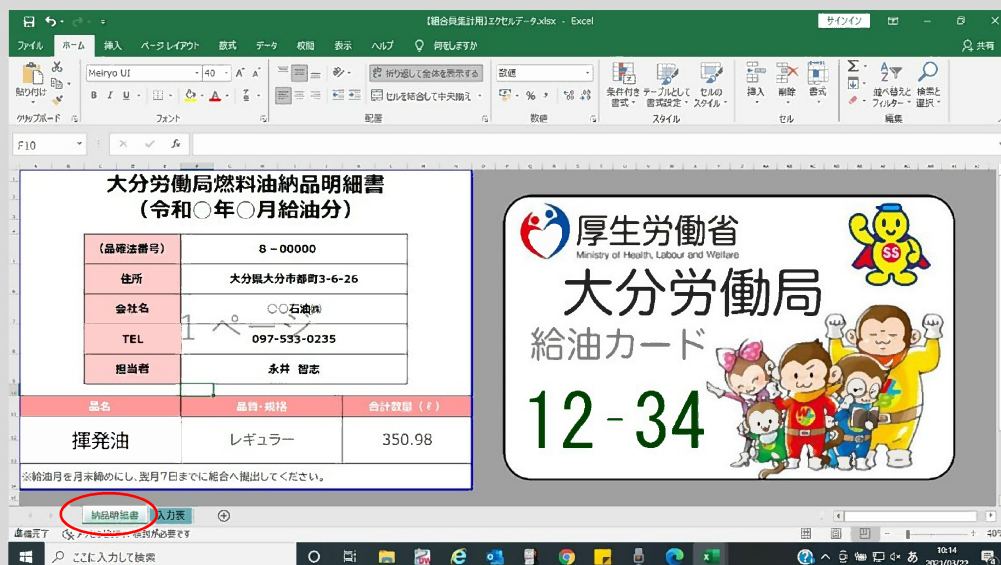 【組合員集計用】エクセルデータ.xlsx - Excel
サインイン
ファイル ホーム 挿入 ページレイアウト 数式 データ 校閲 表示 ヘルプ 何をしますか 共有
貼り付け
Meiryo UI 40
B I U
折り返して全体を表示する
セルを結合して中央揃え
数値
条件付き書式 テーブルとして書式設定 セルのスタイル
挿入 削除 書式
並べ替えとフィルター 検索と選択
クリップボード フォント 配置 数値 スタイル セル 編集
F10
大分労働局燃料油納品明細書
(令和○年○月給油分)
(品確法番号) 8-00000
住所 大分県大分市都町3-6-26
会社名 ○○石油㈱
1 ページ
TEL 097-533-0235
担当者 永井 智志
品名 品質・規格 合計数量(ℓ)
揮発油 レギュラー 350.98
※給油月を月末締めにし、翌月7日までに組合へ提出してください。
厚生労働省
Ministry of Health, Labour and Welfare
大分労働局
給油カード
12-34
SS
納品明細書 入力表
準備完了
40%
ここに入力して検索
あ
10:14
2021/03/22